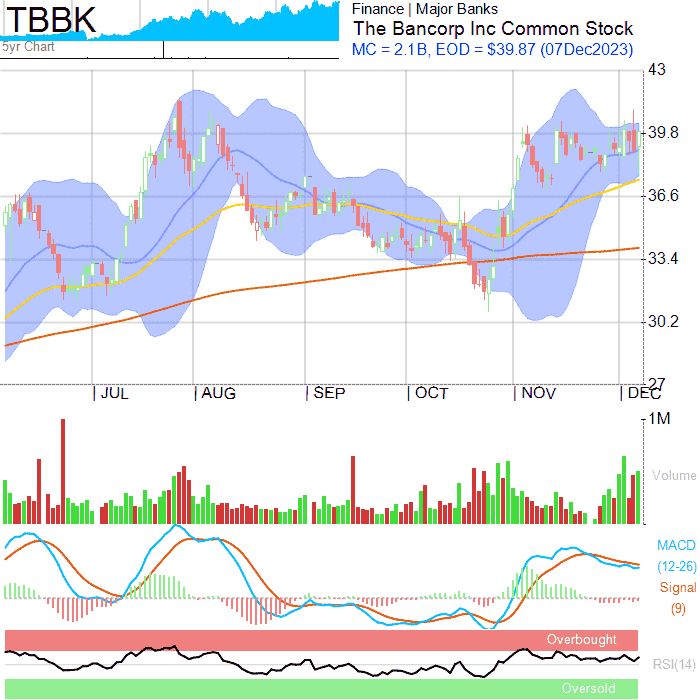 TBBK
5yr Chart
Finance | Major Banks
The Bancorp Inc Common Stock
MC = 2.1B, EOD = $39.87 (07Dec2023)
43
39.8
36.6
33.4
30.2
27
JUL AUG SEP OCT NOV DEC
1M
Volume
MACD
(12-26)
Signal
(9)
Overbought
RSI(14)
Oversold